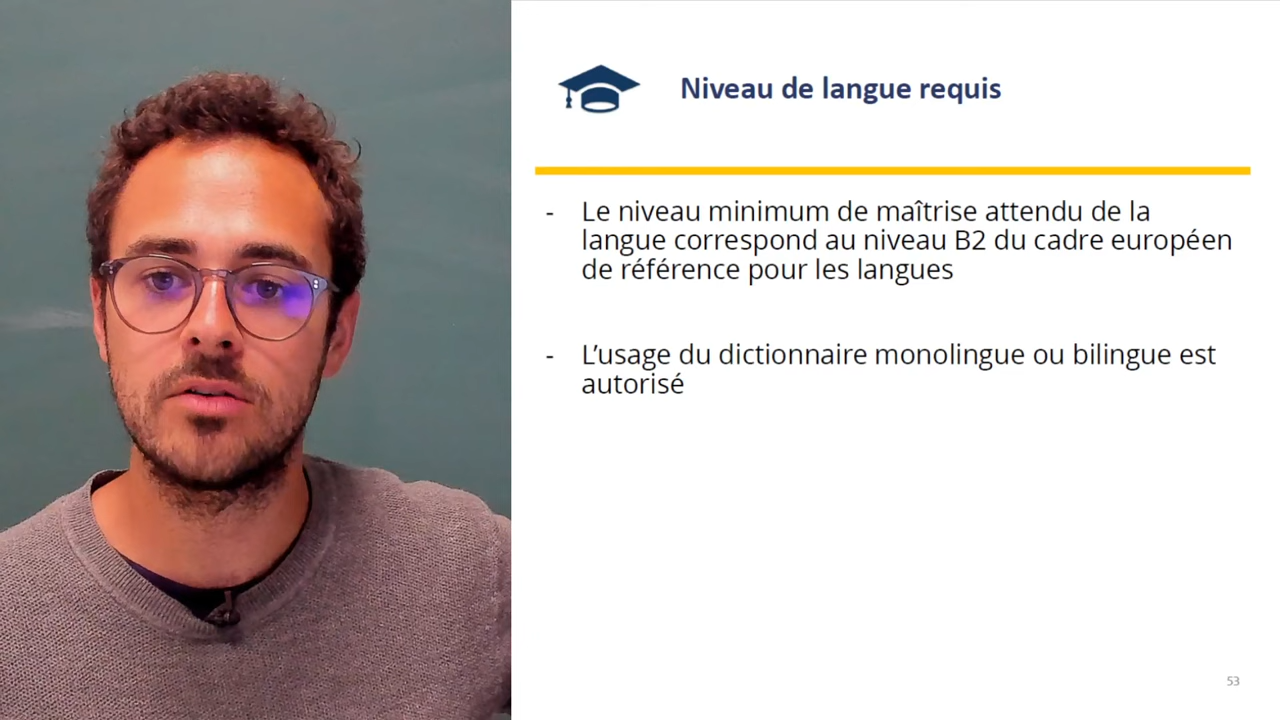 Niveau de langue requis
- Le niveau minimum de maîtrise attendu de la
langue correspond au niveau B2 du cadre européen
de référence pour les langues
- L’usage du dictionnaire monolingue ou bilingue est
autorisé
53